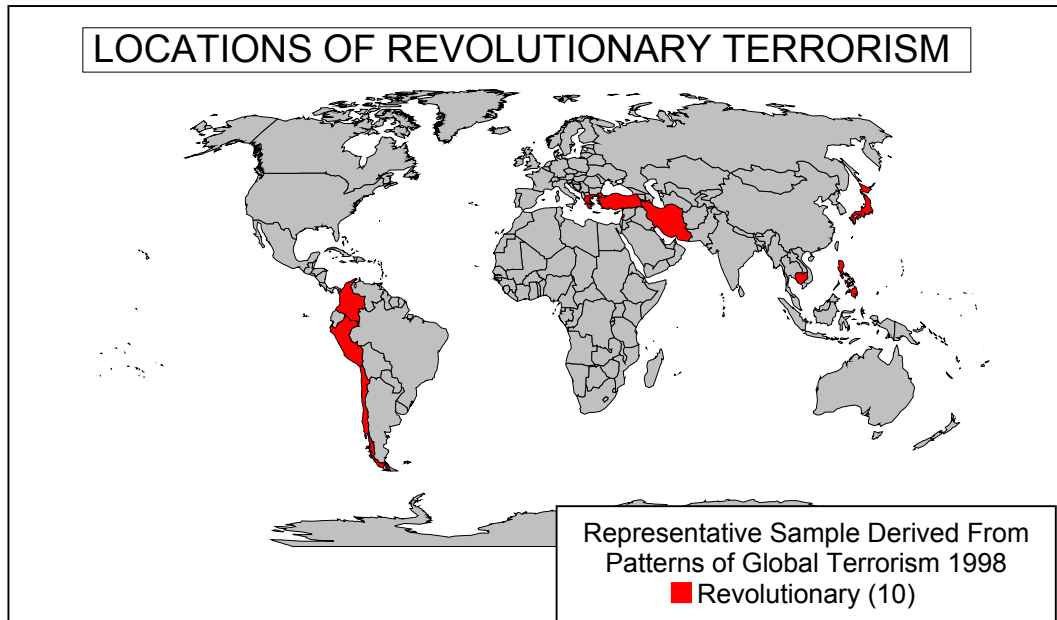 LOCATIONS OF REVOLUTIONARY TERRORISM
Representative Sample Derived From
Patterns of Global Terrorism 1998
Revolutionary (10)